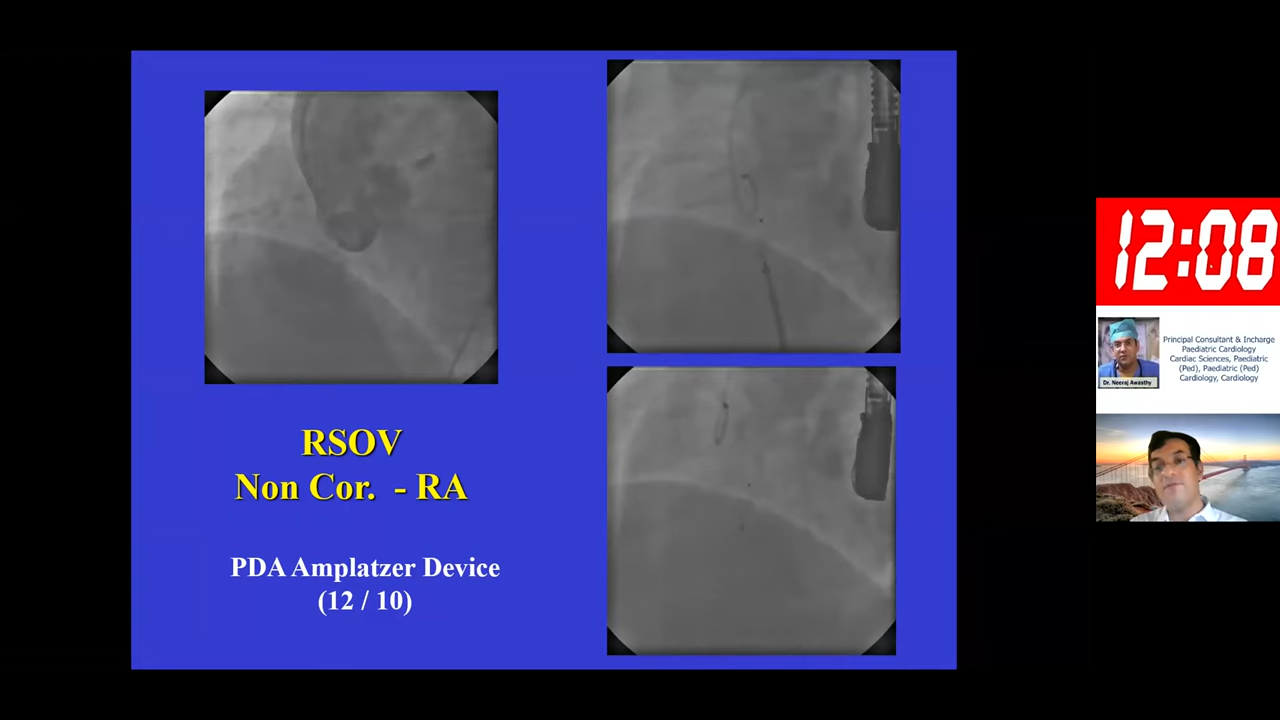 RSOV
Non Cor. - RA
PDA Amplatzer Device
(12 / 10)
12:08
Dr. Neeraj Awasthy
Principal Consultant & Incharge
Paediatric Cardiology
Cardiac Sciences, Paediatric
(Ped), Paediatric (Ped)
Cardiology, Cardiology